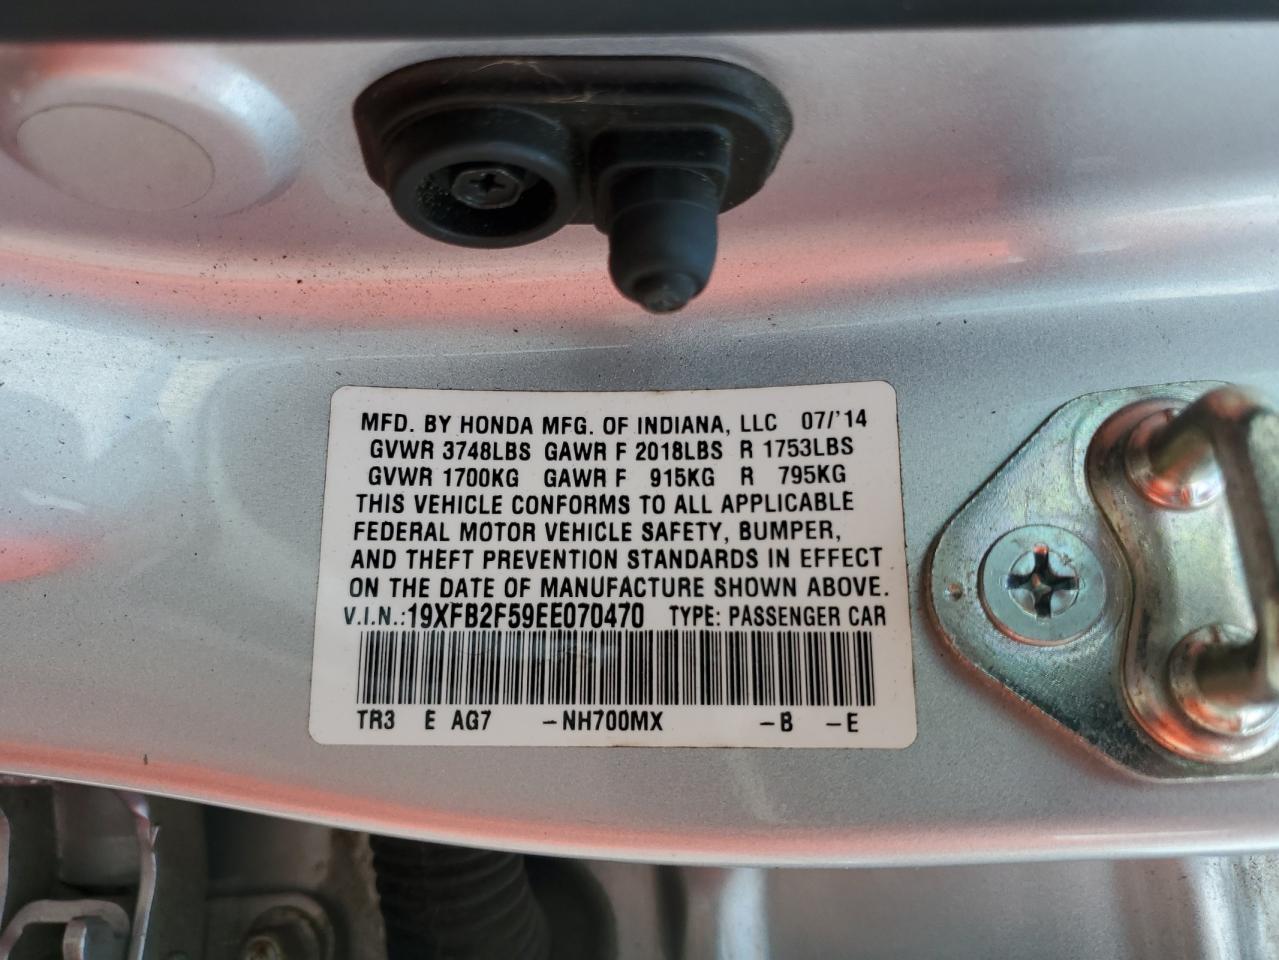 MFD. BY HONDA MFG. OF INDIANA, LLC 07/'14
GVWR 3748LBS GAWR F 2018LBS R 1753LBS
GVWR 1700KG GAWR F 915KG R 795KG
THIS VEHICLE CONFORMS TO ALL APPLICABLE
FEDERAL MOTOR VEHICLE SAFETY, BUMPER,
AND THEFT PREVENTION STANDARDS IN EFFECT
ON THE DATE OF MANUFACTURE SHOWN ABOVE.
V.I.N.:19XFB2F59EE070470 TYPE: PASSENGER CAR
TR3 E AG7 -NH700MX -B -E